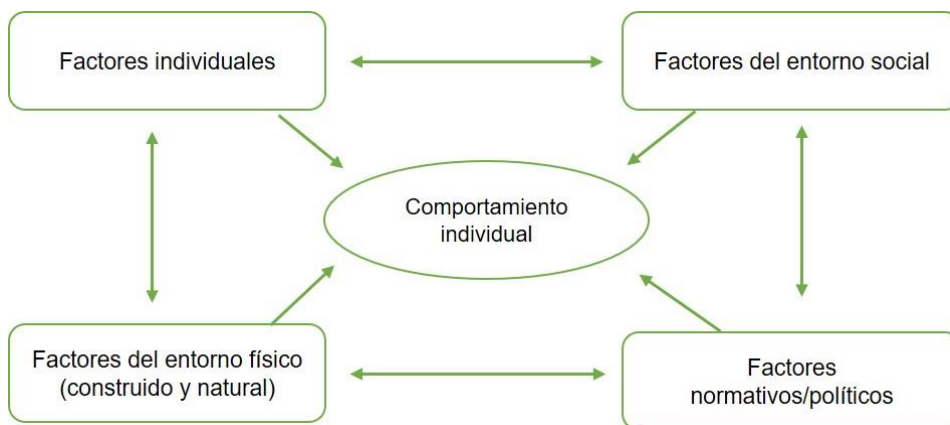 Factores individuales
Factores del entorno social
Comportamiento
individual
Factores del entorno físico
(construido y natural)
Factores
normativos/políticos